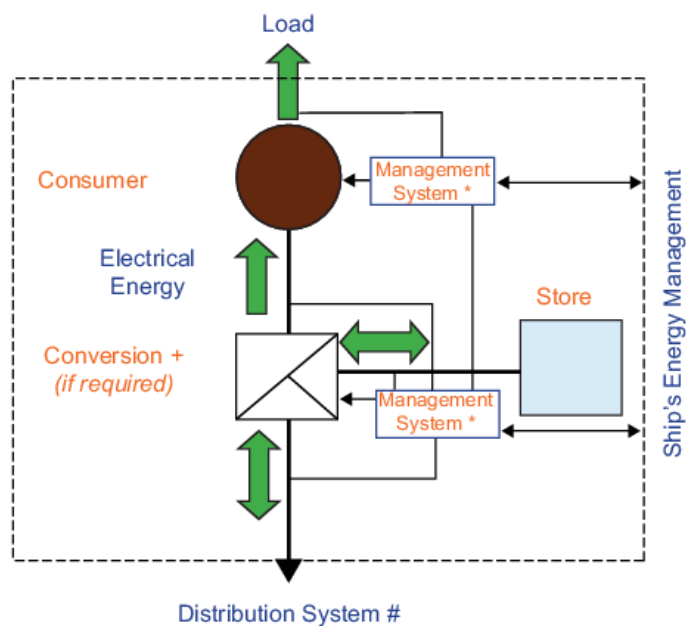 Load
Consumer
Management
System *
Electrical
Energy
Store
Conversion +
(if required)
Management
System *
Ship's Energy Management
Distribution System #